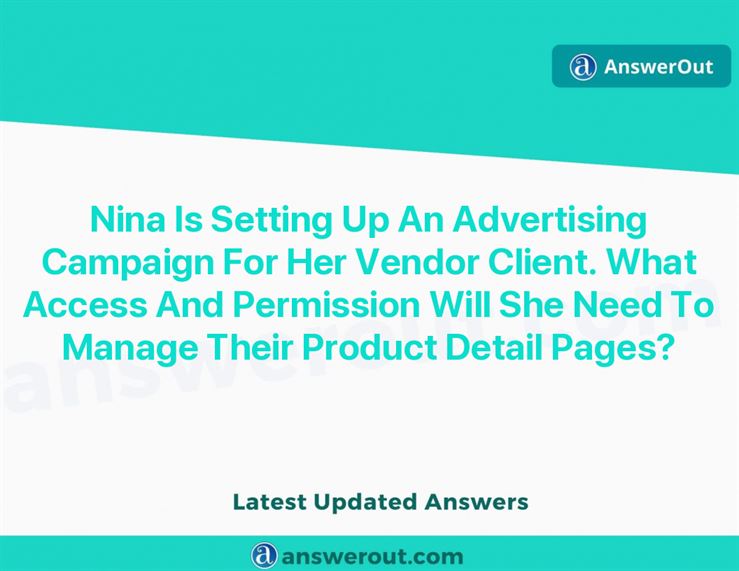 AnswerOut
Nina Is Setting Up An Advertising
Campaign For Her Vendor Client. What
Access And Permission Will She Need To
Manage Their Product Detail Pages?
answerout.com
Latest Updated Answers
answerout.com